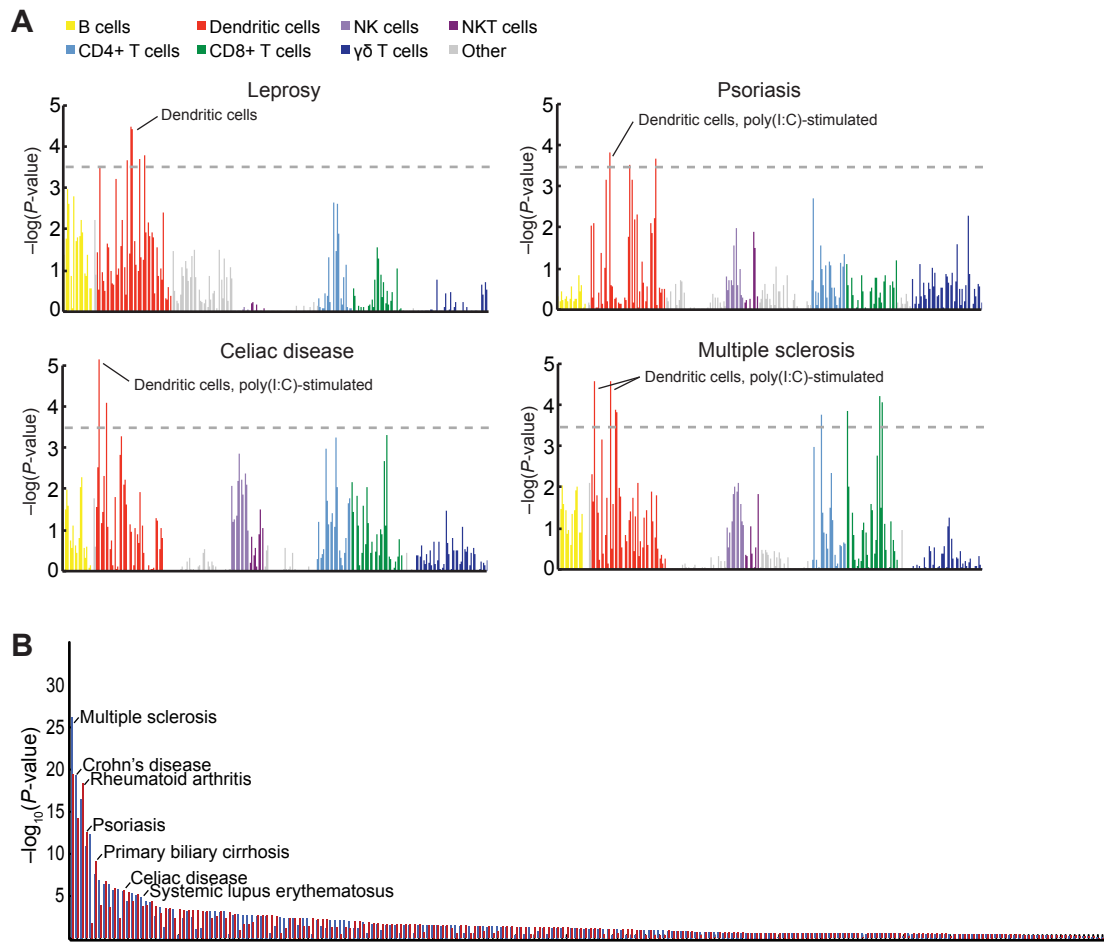 A
B cells
Dendritic cells
NK cells
NKT cells
CD4+ T cells
CD8+ T cells
γδ T cells
Other
Leprosy
–log(P-value)
5
4
3
2
1
0
Dendritic cells
Psoriasis
–log(P-value)
5
4
3
2
1
0
Dendritic cells, poly(I:C)-stimulated
Celiac disease
–log(P-value)
5
4
3
2
1
0
Dendritic cells, poly(I:C)-stimulated
Multiple sclerosis
–log(P-value)
5
4
3
2
1
0
Dendritic cells, poly(I:C)-stimulated
B
–log10(P-value)
30
25
20
15
10
5
Multiple sclerosis
Crohn's disease
Rheumatoid arthritis
Psoriasis
Primary biliary cirrhosis
Celiac disease
Systemic lupus erythematosus